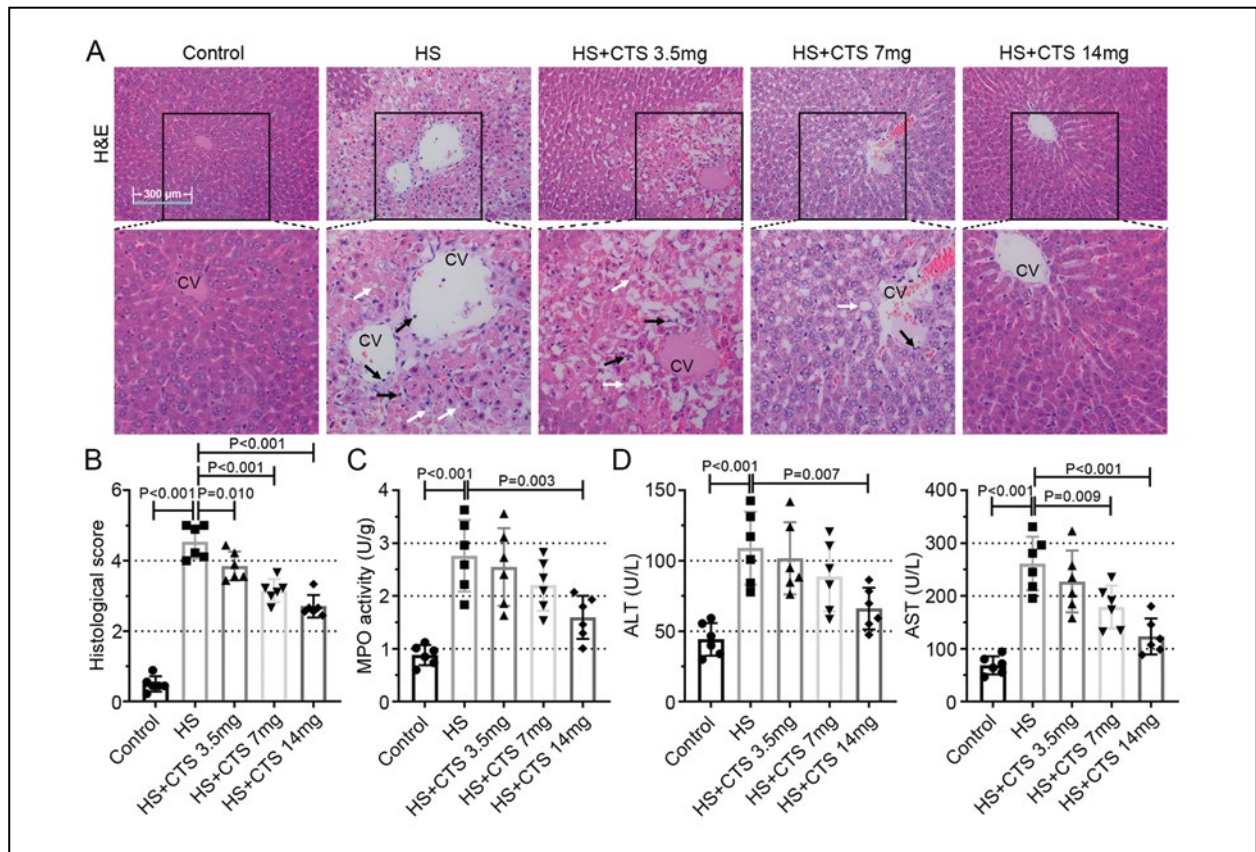 A
Control
HS
HS+CTS 3.5mg
HS+CTS 7mg
HS+CTS 14mg
H&E
300 μm
CV
CV
CV
CV
CV
CV
B
P<0.001
P<0.001
P<0.001
P=0.010
Histological score
6
4
2
0
Control
HS
HS+CTS 3.5mg
HS+CTS 7mg
HS+CTS 14mg
C
P<0.001
P=0.003
MPO activity (U/g)
4
3
2
1
0
Control
HS
HS+CTS 3.5mg
HS+CTS 7mg
HS+CTS 14mg
D
P<0.001
P=0.007
ALT (U/L)
150
100
50
0
Control
HS
HS+CTS 3.5mg
HS+CTS 7mg
HS+CTS 14mg
P<0.001
P<0.001
P=0.009
AST (U/L)
400
300
200
100
0
Control
HS
HS+CTS 3.5mg
HS+CTS 7mg
HS+CTS 14mg